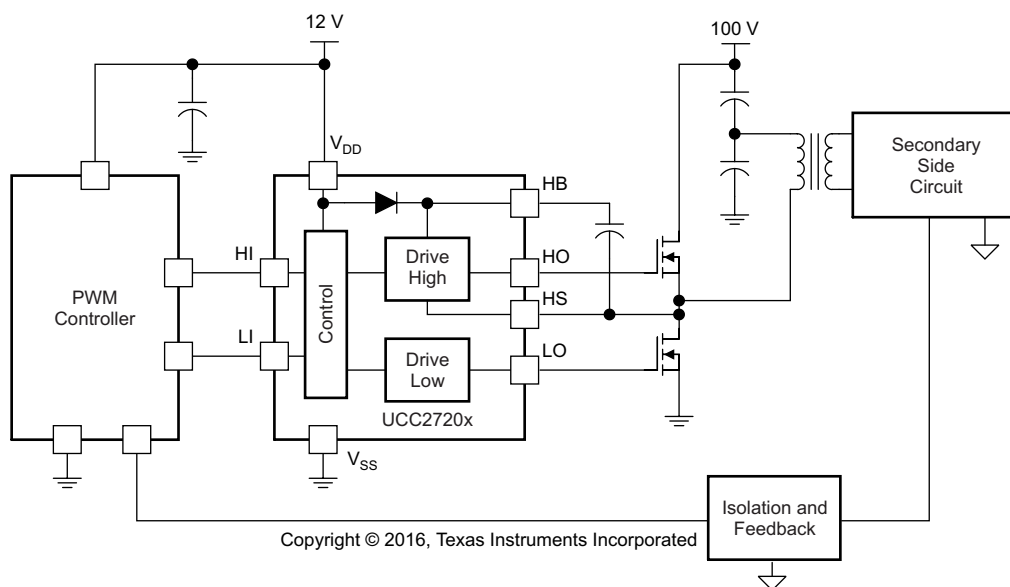 12 V
100 V
V_DD
HB
Secondary
Side
Circuit
HI
Drive
High
HO
PWM
Controller
Control
HS
LI
Drive
Low
LO
UCC2720x
V_SS
Isolation and
Feedback
Copyright © 2016, Texas Instruments Incorporated